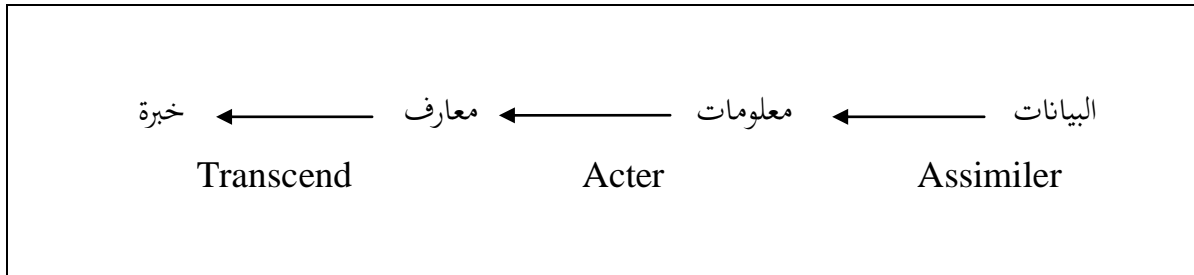 البيانات معلومات معارف خبرة
Transcend Acter Assimiler